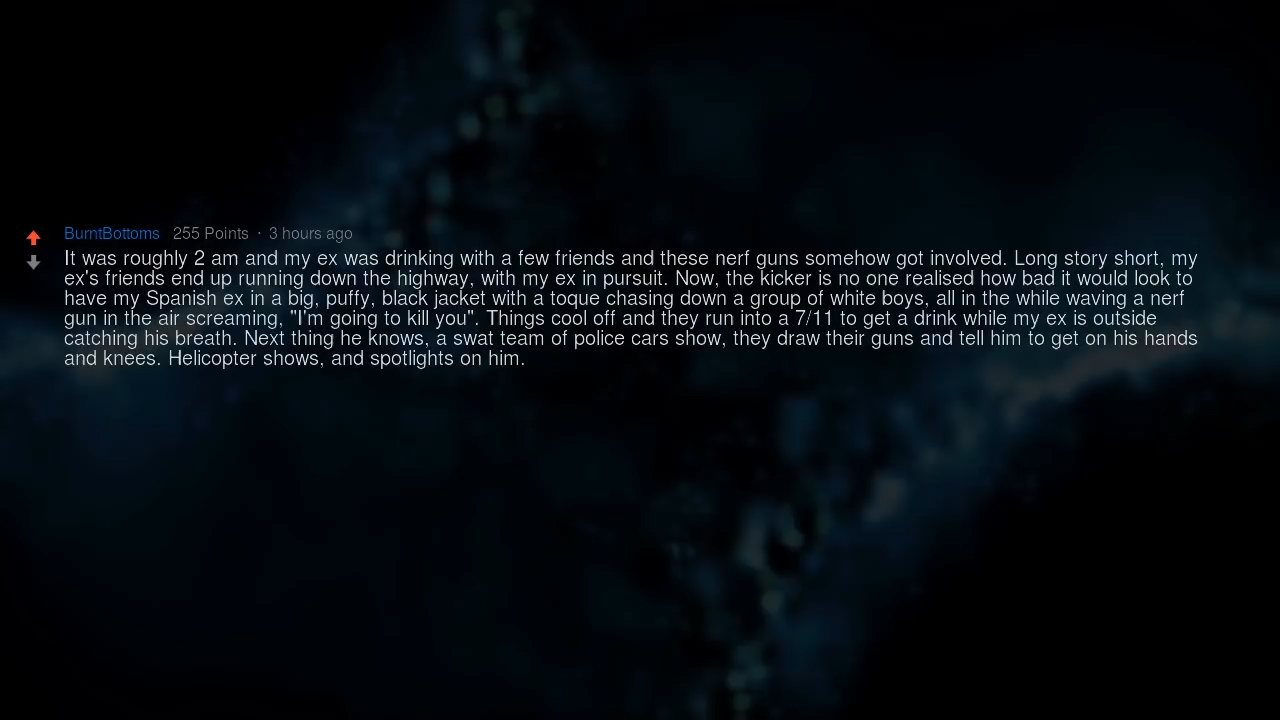 BurntBottoms 255 Points · 3 hours ago
It was roughly 2 am and my ex was drinking with a few friends and these nerf guns somehow got involved. Long story short, my
ex's friends end up running down the highway, with my ex in pursuit. Now, the kicker is no one realised how bad it would look to
have my Spanish ex in a big, puffy, black jacket with a toque chasing down a group of white boys, all in the while waving a nerf
gun in the air screaming, "I'm going to kill you". Things cool off and they run into a 7/11 to get a drink while my ex is outside
catching his breath. Next thing he knows, a swat team of police cars show, they draw their guns and tell him to get on his hands
and knees. Helicopter shows, and spotlights on him.